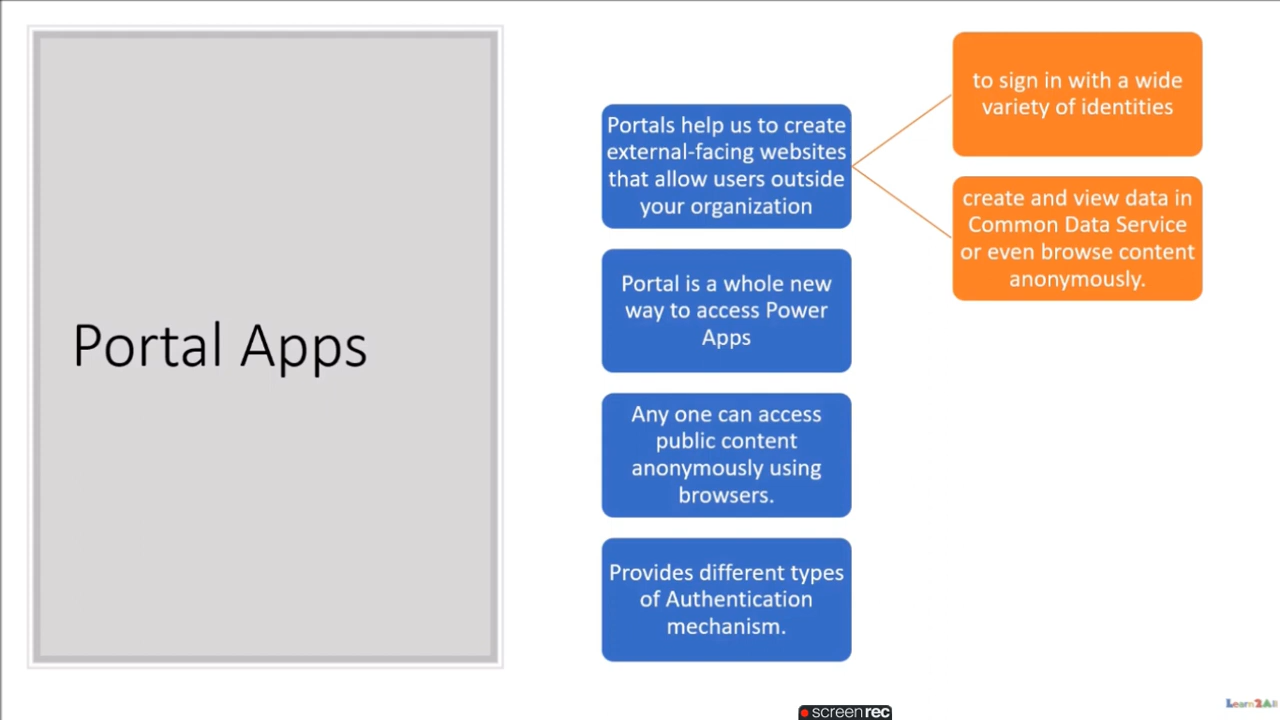 Portal Apps
Portals help us to create
external-facing websites
that allow users outside
your organization
to sign in with a wide
variety of identities
create and view data in
Common Data Service
or even browse content
anonymously.
Portal is a whole new
way to access Power
Apps
Any one can access
public content
anonymously using
browsers.
Provides different types
of Authentication
mechanism.
screenrec
Learn2All